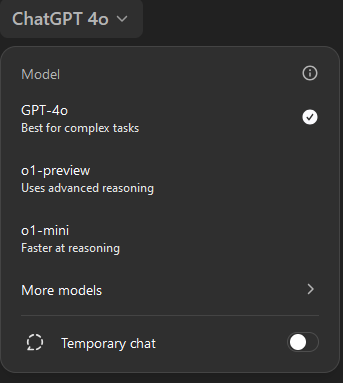 ChatGPT 4o
Model
GPT-4o
Best for complex tasks
o1-preview
Uses advanced reasoning
o1-mini
Faster at reasoning
More models
Temporary chat